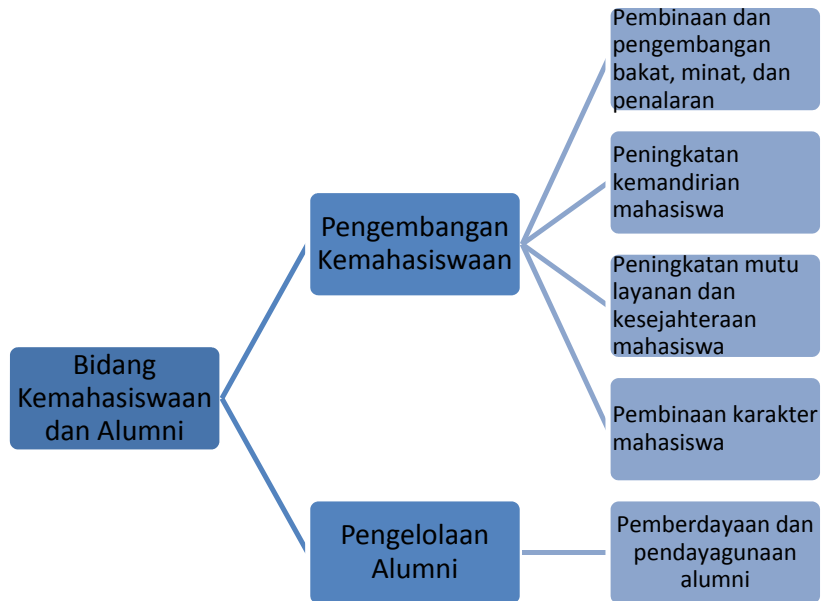 Bidang
Kemahasiswaan
dan Alumni
Pengembangan
Kemahasiswaan
Pembinaan dan
pengembangan
bakat, minat, dan
penalaran
Peningkatan
kemandirian
mahasiswa
Peningkatan mutu
layanan dan
kesejahteraan
mahasiswa
Pembinaan karakter
mahasiswa
Pengelolaan
Alumni
Pemberdayaan dan
pendayagunaan
alumni